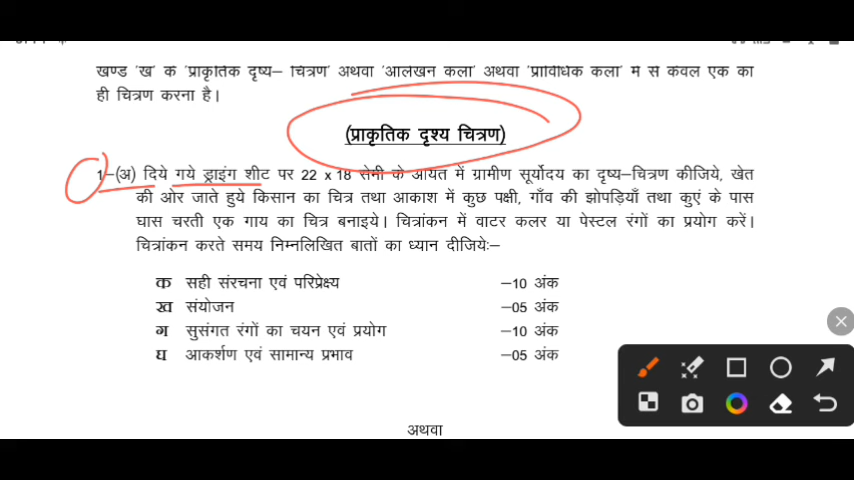 खण्ड 'ख' के 'प्राकृतिक दृष्य– चित्रण' अथवा 'आलेखन कला' अथवा 'प्राविधिक कला' में से केवल एक का
ही चित्रण करना है।
(प्राकृतिक दृश्य चित्रण)
1–(अ) दिये गये ड्राइंग शीट पर 22 x 18 सेमी के आयत में ग्रामीण सूर्योदय का दृष्य–चित्रण कीजिये, खेत
की ओर जाते हुये किसान का चित्र तथा आकाश में कुछ पक्षी, गाँव की झोपड़ियाँ तथा कुएं के पास
घास चरती एक गाय का चित्र बनाइये। चित्रांकन में वाटर कलर या पेस्टल रंगों का प्रयोग करें।
चित्रांकन करते समय निम्नलिखित बातों का ध्यान दीजियेः–
क सही संरचना एवं परिप्रेक्ष्य –10 अंक
ख संयोजन –05 अंक
ग सुसंगत रंगों का चयन एवं प्रयोग –10 अंक
घ आकर्शण एवं सामान्य प्रभाव –05 अंक
अथवा